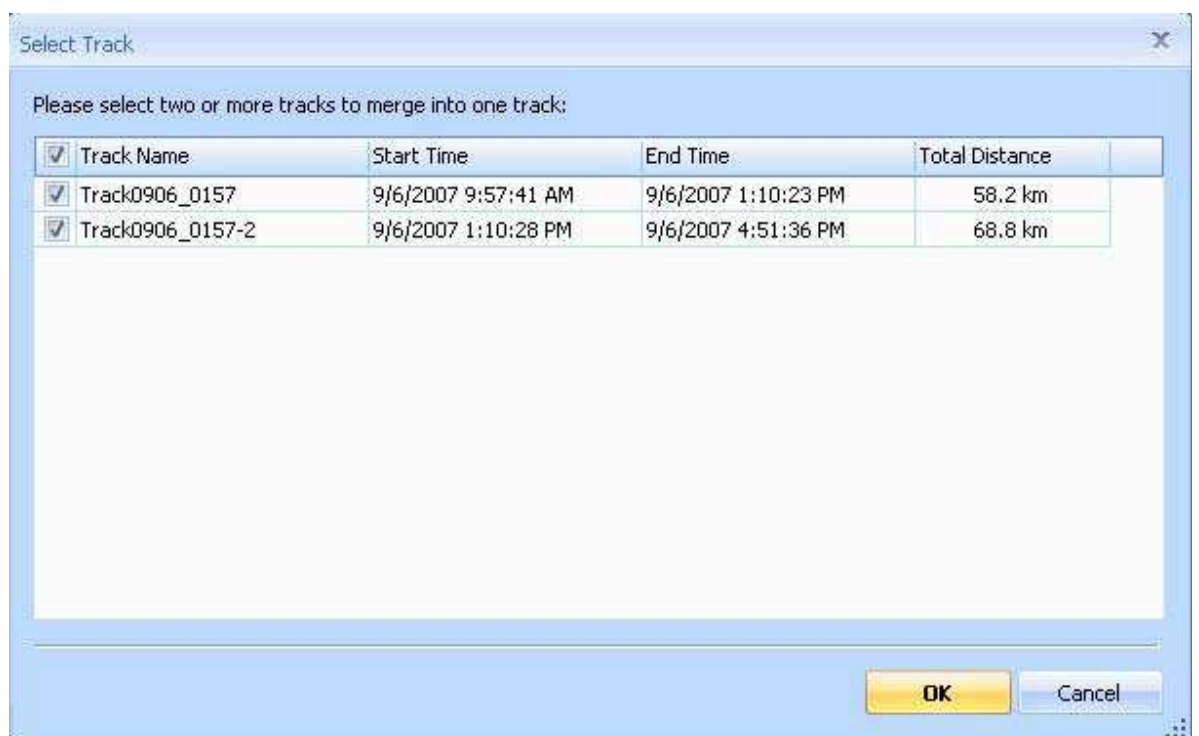 Select Track
Please select two or more tracks to merge into one track:
Track Name Start Time End Time Total Distance
Track0906_0157 9/6/2007 9:57:41 AM 9/6/2007 1:10:23 PM 58.2 km
Track0906_0157-2 9/6/2007 1:10:28 PM 9/6/2007 4:51:36 PM 68.8 km
OK Cancel